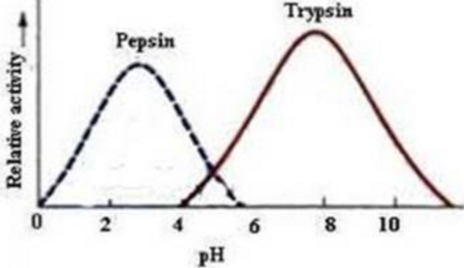 Trypsin
Pepsin
Relative activity
0 2 4 6 8 10
pH